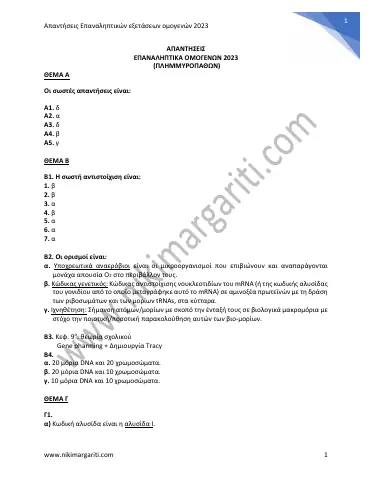 1
Απαντήσεις Επαναληπτικών εξετάσεων ομογενών 2023
ΑΠΑΝΤΗΣΕΙΣ
ΕΠΑΝΑΛΗΠΤΙΚΑ ΟΜΟΓΕΝΩΝ 2023
(ΠΛΗΜΜΥΡΟΠΑΘΩΝ)
ΘΕΜΑ Α
Οι σωστές απαντήσεις είναι:
Α1. δ
Α2. α
Α3. δ
Α4. β
Α5. γ
ΘΕΜΑ Β
Β1. Η σωστή αντιστοίχιση είναι:
1. β
2. β
3. α
4. β
5. α
6. α
7. α
Β2. Οι ορισμοί είναι:
α. Υποχρεωτικά αναερόβιοι είναι οι μικροοργανισμοί που επιβιώνουν και αναπαράγονται
μονάχα απουσία Ο₂ στο περιβάλλον τους.
β. Κώδικας γενετικός: Κώδικας αντιστοίχισης νουκλεοτιδίων του mRNA (ή της κωδικής αλυσίδας
του γονιδίου από το οποίο μεταγράφηκε αυτό το mRNA) σε αμινοξέα πρωτεϊνών με τη δράση
των ριβοσωμάτων και των μορίων tRNAs, στα κύτταρα.
γ. Ιχνηθέτηση: Σήμανση ατόμων/μορίων με σκοπό την ένταξή τους σε βιολογικά μακρομόρια με
στόχο την ποιοτική/ποσοτική παρακολούθηση αυτών των βιο-μορίων.
Β3. Κεφ. 9°: θεωρία σχολικού
Gene pharming + Δημιουργία Tracy
Β4.
α. 20 μόρια DNA και 20 χρωμοσώματα.
β. 20 μόρια DNA και 10 χρωμοσώματα.
γ. 10 μόρια DNA και 10 χρωμοσώματα.
ΘΕΜΑ Γ
Γ1.
α) Κωδική αλυσίδα είναι η αλυσίδα Ι.
www.nikimargariti.com
www.nikimargariti.com 1